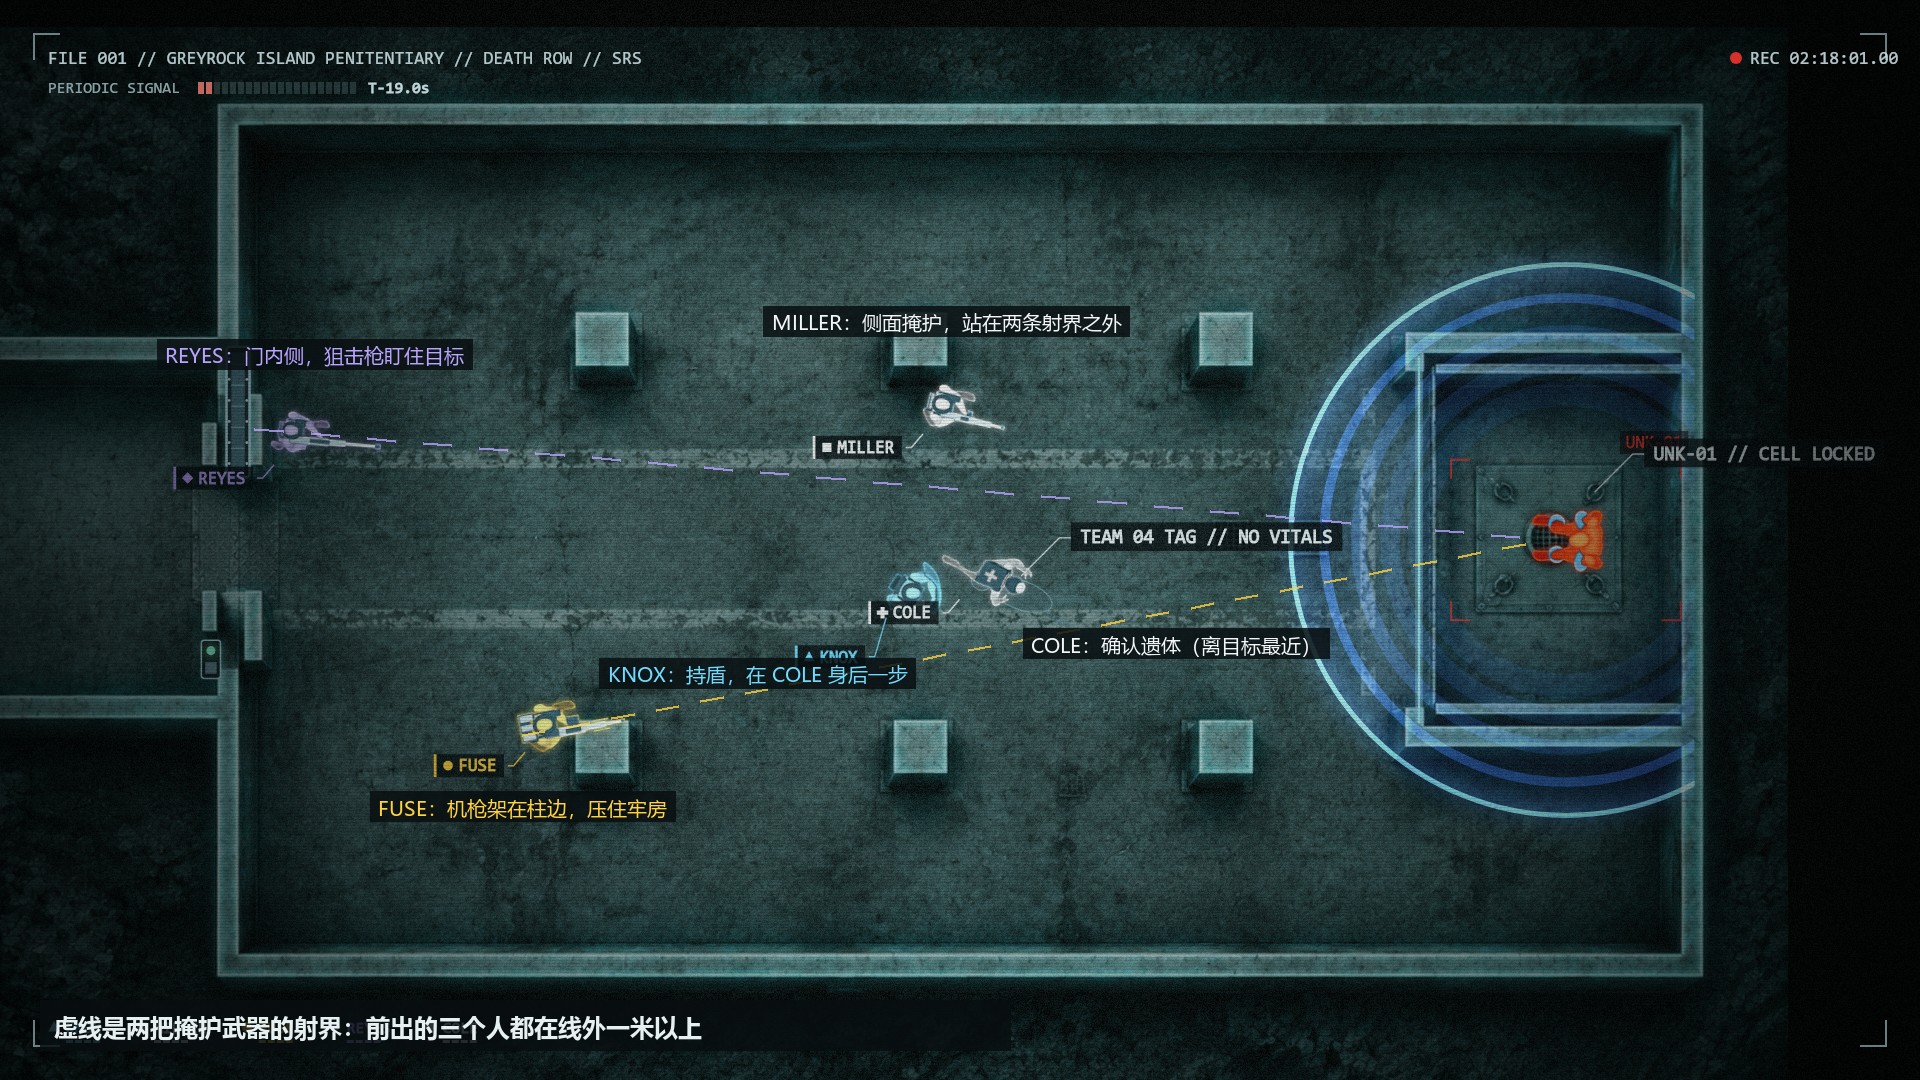 FILE 001 // GREYROCK ISLAND PENITENTIARY // DEATH ROW // SRS
REC 02:18:01.00
PERIODIC SIGNAL T-19.0s
MILLER：侧面掩护，站在两条射界之外
REYES：门内侧，狙击枪盯住目标
MILLER
UNK-01
UNK-01 // CELL LOCKED
REYES
TEAM 04 TAG // NO VITALS
COLE
COLE：确认遗体（离目标最近）
KNOX
KNOX：持盾，在 COLE 身后一步
FUSE
FUSE：机枪架在柱边，压住牢房
虚线是两把掩护武器的射界：前出的三个人都在线外一米以上